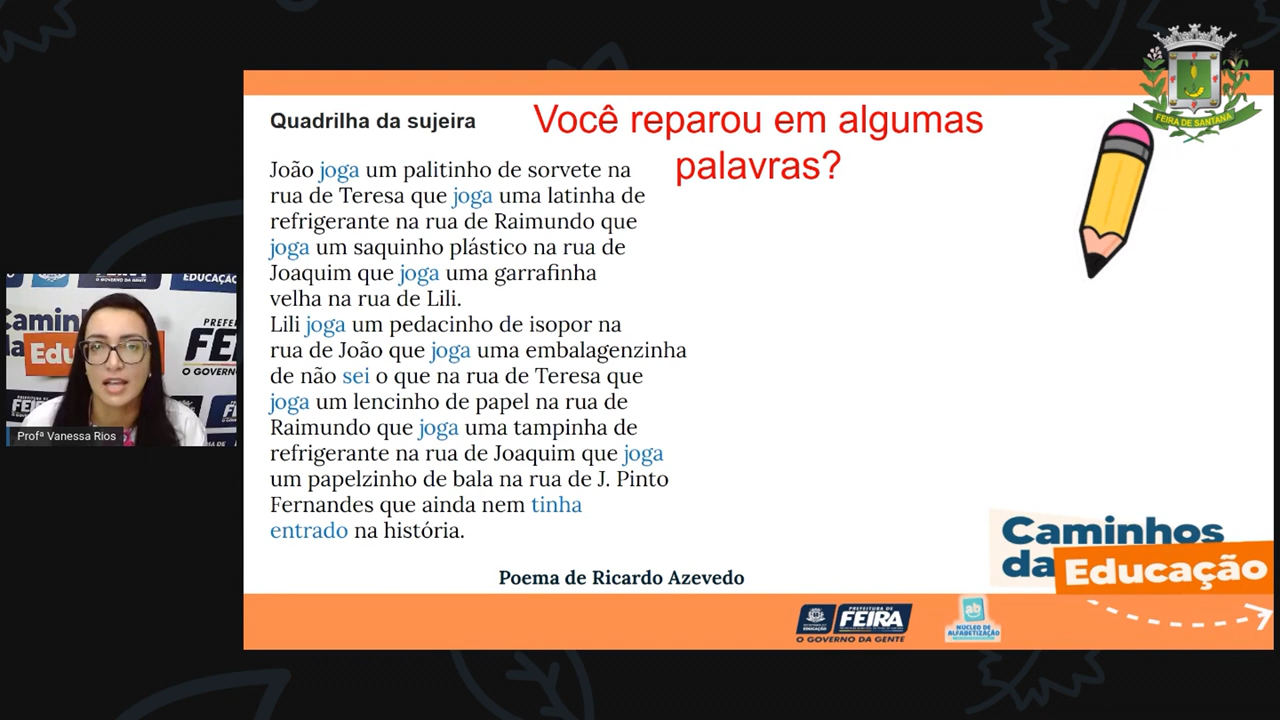 FEIRA DE SANTANA
Quadrilha da sujeira
Você reparou em algumas
palavras?
João joga um palitinho de sorvete na
rua de Teresa que joga uma latinha de
refrigerante na rua de Raimundo que
joga um saquinho plástico na rua de
Joaquim que joga uma garrafinha
velha na rua de Lili.
Lili joga um pedacinho de isopor na
rua de João que joga uma embalagenzinha
de não sei o que na rua de Teresa que
joga um lencinho de papel na rua de
Raimundo que joga uma tampinha de
refrigerante na rua de Joaquim que joga
um papelzinho de bala na rua de J. Pinto
Fernandes que ainda nem tinha
entrado na história.
Poema de Ricardo Azevedo
Profª Vanessa Rios
Caminhos
da Educação
PREFEITURA DE
FEIRA
O GOVERNO DA GENTE
ab
NÚCLEO DE
ALFABETIZAÇÃO